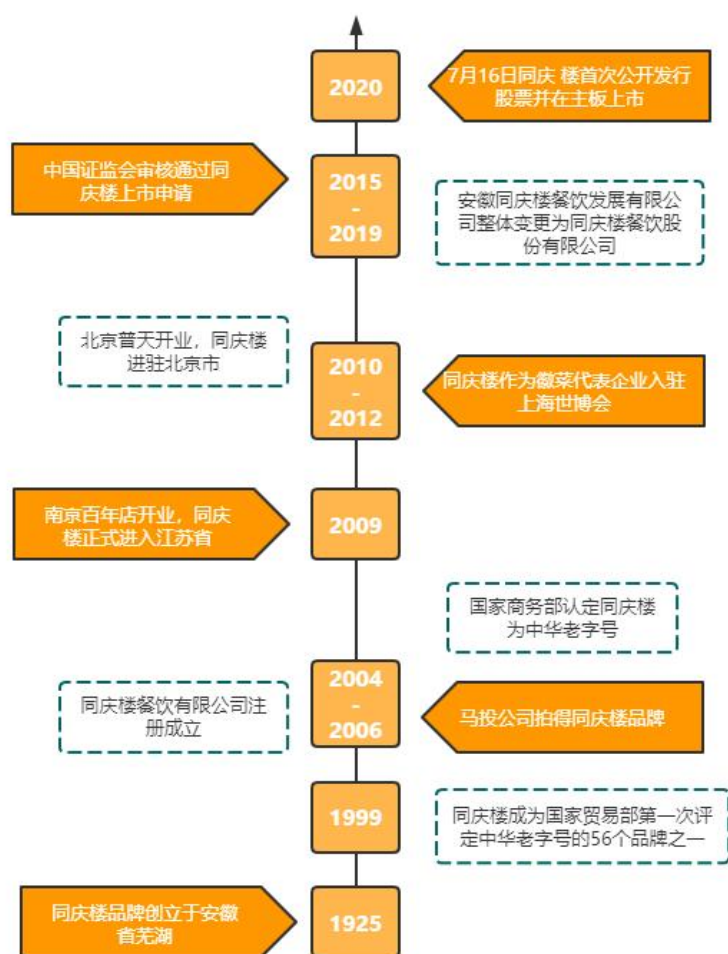 2020
7月16日同庆 楼首次公开发行
股票并在主板上市
中国证监会审核通过同
庆楼上市申请
2015
-
2019
安徽同庆楼餐饮发展有限公
司整体变更为同庆楼餐饮股
份有限公司
北京普天开业，同庆楼
进驻北京市
2010
-
2012
同庆楼作为徽菜代表企业入驻
上海世博会
南京百年店开业，同庆
楼正式进入江苏省
2009
国家商务部认定同庆楼
为中华老字号
同庆楼餐饮有限公司注
册成立
2004
-
2006
马投公司拍得同庆楼品牌
1999
同庆楼成为国家贸易部第一次评
定中华老字号的56个品牌之一
同庆楼品牌创立于安徽
省芜湖
1925